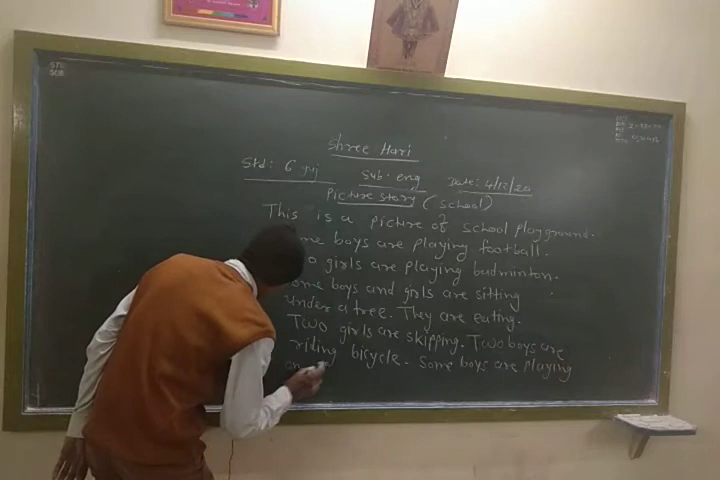 Shree Hari
Std: 6 Sub. eng Date: 4/12/20
Picture story (school)
This is a picture of school playground.
me boys are playing football.
o girls are playing badminton.
ome boys and girls are sitting
under a tree. They are eating.
Two girls are skipping. Two boys are
riding bicycle. Some boys are playing